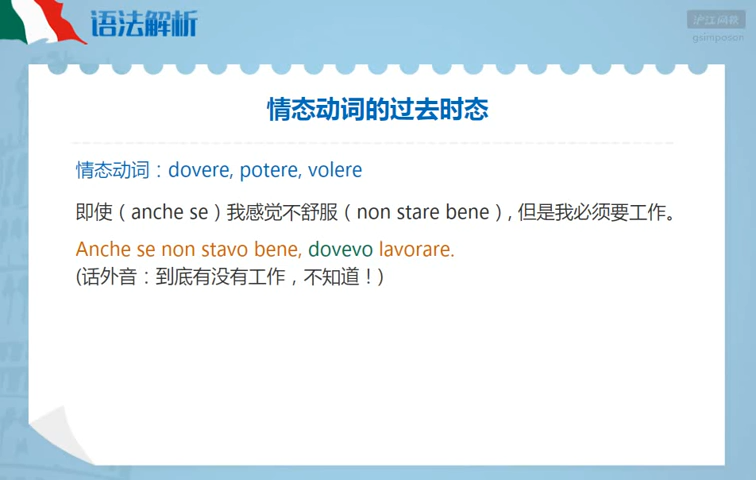 语法解析
沪江网校
gsimpason
情态动词的过去时态
情态动词：dovere, potere, volere
即使（anche se）我感觉不舒服（non stare bene）, 但是我必须要工作。
Anche se non stavo bene, dovevo lavorare.
(话外音：到底有没有工作，不知道！)